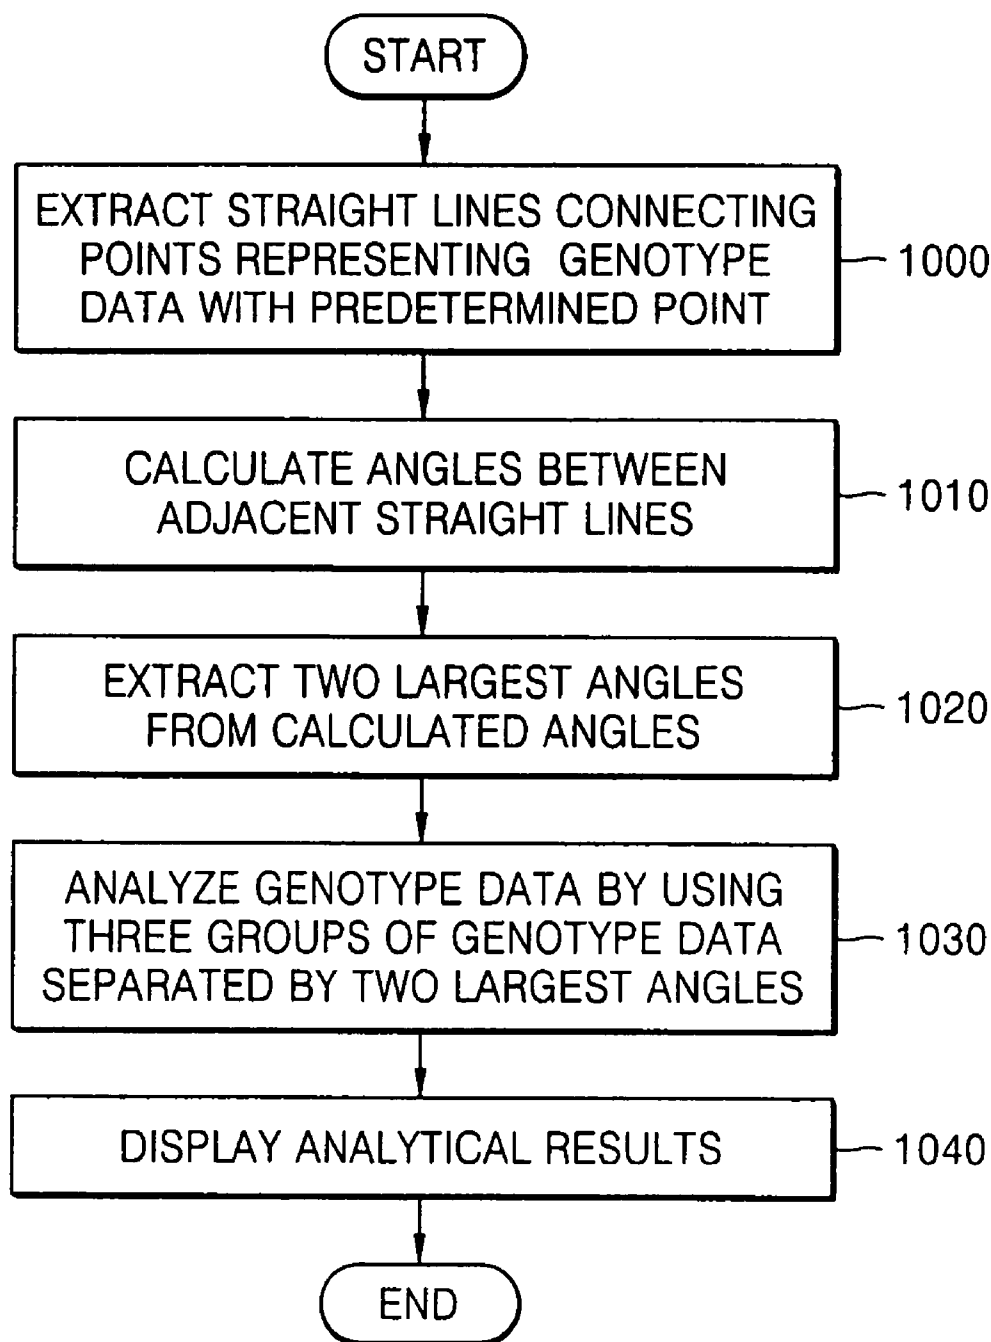 START
EXTRACT STRAIGHT LINES CONNECTING
POINTS REPRESENTING GENOTYPE
DATA WITH PREDETERMINED POINT
1000
CALCULATE ANGLES BETWEEN
ADJACENT STRAIGHT LINES
1010
EXTRACT TWO LARGEST ANGLES
FROM CALCULATED ANGLES
1020
ANALYZE GENOTYPE DATA BY USING
THREE GROUPS OF GENOTYPE DATA
SEPARATED BY TWO LARGEST ANGLES
1030
DISPLAY ANALYTICAL RESULTS
1040
END